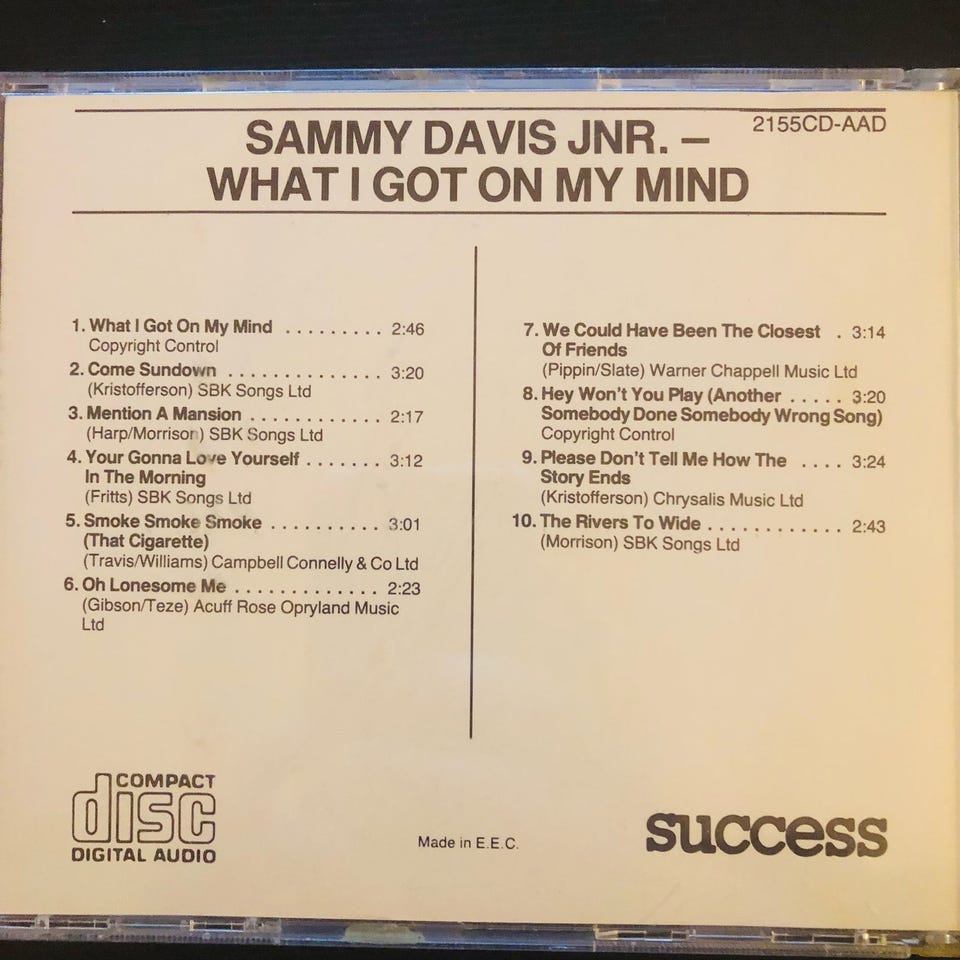 2155CD-AAD
SAMMY DAVIS JNR. –
WHAT I GOT ON MY MIND
1. What I Got On My Mind ......... 2:46
Copyright Control
2. Come Sundown .............. 3:20
(Kristofferson) SBK Songs Ltd
3. Mention A Mansion ............ 2:17
(Harp/Morrison) SBK Songs Ltd
4. Your Gonna Love Yourself ....... 3:12
In The Morning
(Fritts) SBK Songs Ltd
5. Smoke Smoke Smoke .......... 3:01
(That Cigarette)
(Travis/Williams) Campbell Connelly & Co Ltd
6. Oh Lonesome Me ............. 2:23
(Gibson/Teze) Acuff Rose Opryland Music
Ltd
7. We Could Have Been The Closest . 3:14
Of Friends
(Pippin/Slate) Warner Chappell Music Ltd
8. Hey Won't You Play (Another ..... 3:20
Somebody Done Somebody Wrong Song)
Copyright Control
9. Please Don't Tell Me How The .... 3:24
Story Ends
(Kristofferson) Chrysalis Music Ltd
10. The Rivers To Wide ............ 2:43
(Morrison) SBK Songs Ltd
COMPACT
disc
DIGITAL AUDIO
Made in E.E.C.
success